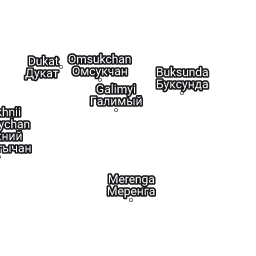 Dukat
Дукат
Omsukchan
Омсукчан
Buksunda
Буксунда
Galimyi
Галимый
Merenga
Меренга